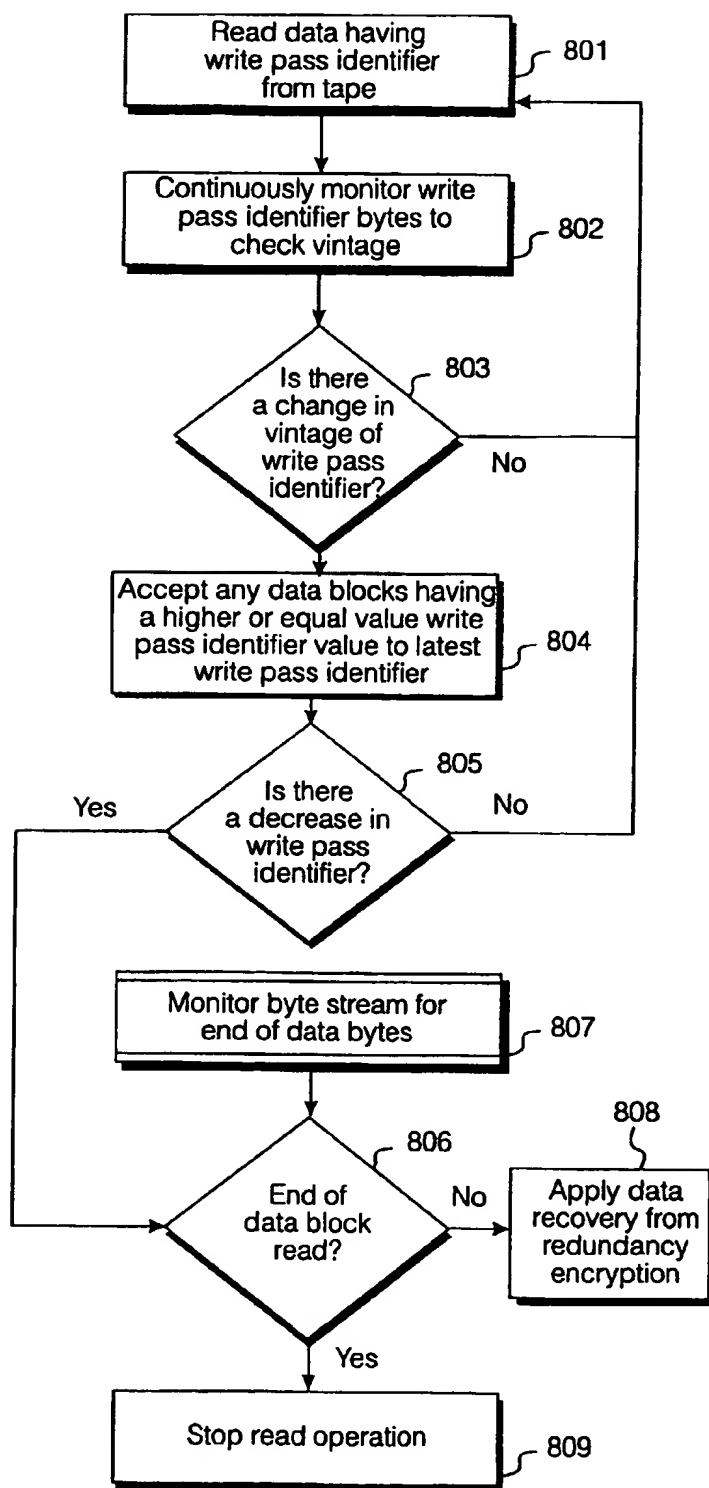 Read data having
write pass identifier
from tape
801
Continuously monitor write
pass identifier bytes to
check vintage
802
803
Is there
a change in
vintage of
write pass
identifier?
No
Accept any data blocks having
a higher or equal value write
pass identifier value to latest
write pass identifier
804
805
Yes
Is there
a decrease in
write pass
identifier?
No
Monitor byte stream for
end of data bytes
807
806
808
End of
data block
read?
No
Apply data
recovery from
redundancy
encryption
Yes
Stop read operation
809